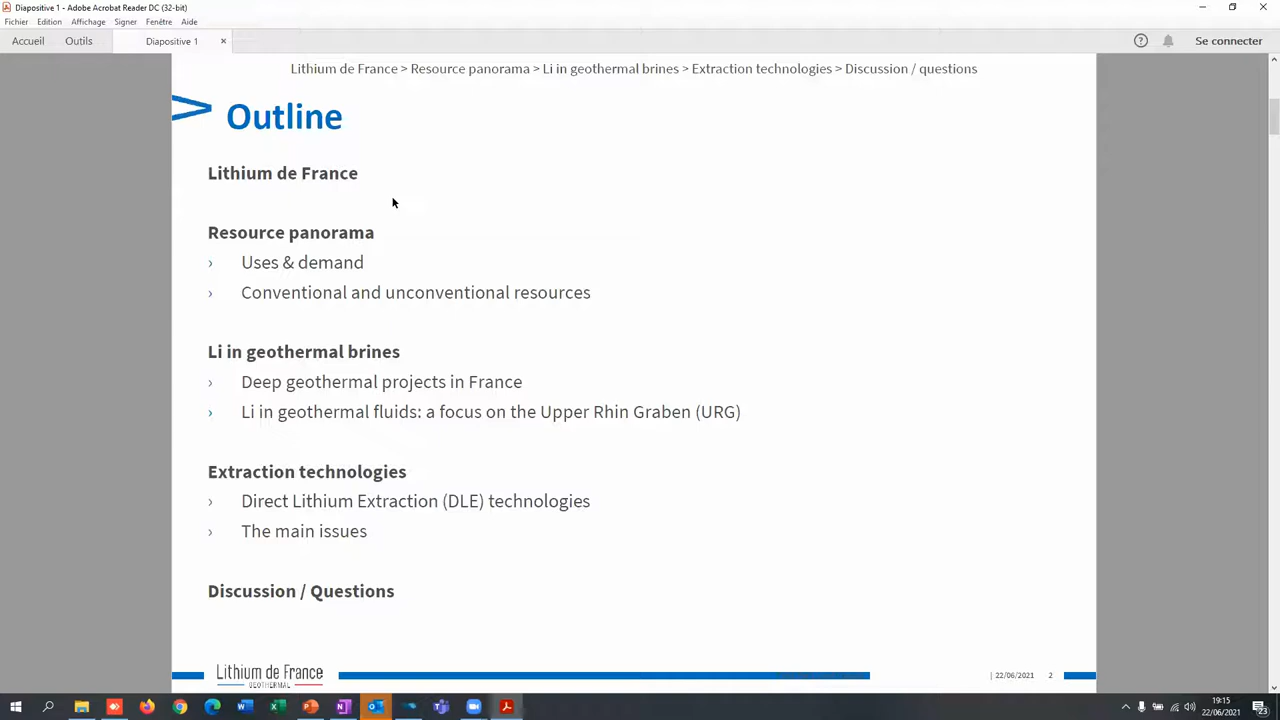 Diapositive 1 - Adobe Acrobat Reader DC (32-bit)
Fichier Edition Affichage Signer Fenêtre Aide
Accueil Outils Diapositive 1 × Se connecter
Lithium de France > Resource panorama > Li in geothermal brines > Extraction technologies > Discussion / questions
> Outline
Lithium de France
Resource panorama
› Uses & demand
› Conventional and unconventional resources
Li in geothermal brines
› Deep geothermal projects in France
› Li in geothermal fluids: a focus on the Upper Rhin Graben (URG)
Extraction technologies
› Direct Lithium Extraction (DLE) technologies
› The main issues
Discussion / Questions
Lithium de France
GEOTHERMAL
| 22/06/2021 2
19:15
22/06/2021
23